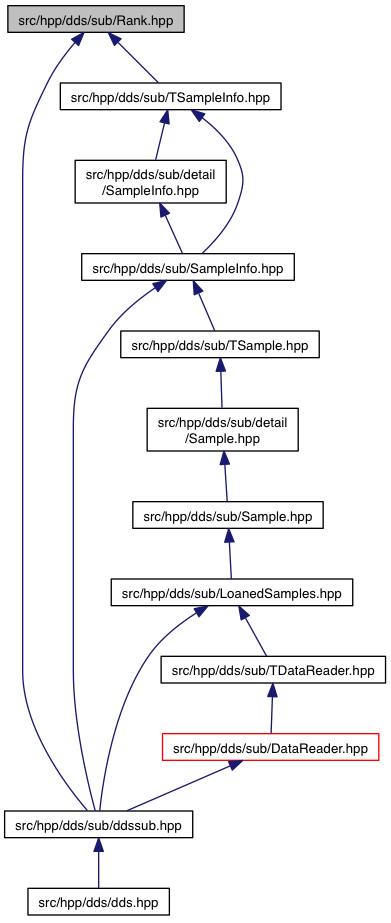 src/hpp/dds/sub/Rank.hpp
src/hpp/dds/sub/TSampleInfo.hpp
src/hpp/dds/sub/detail
/SampleInfo.hpp
src/hpp/dds/sub/SampleInfo.hpp
src/hpp/dds/sub/TSample.hpp
src/hpp/dds/sub/detail
/Sample.hpp
src/hpp/dds/sub/Sample.hpp
src/hpp/dds/sub/LoanedSamples.hpp
src/hpp/dds/sub/TDataReader.hpp
src/hpp/dds/sub/DataReader.hpp
src/hpp/dds/sub/ddssub.hpp
src/hpp/dds/dds.hpp